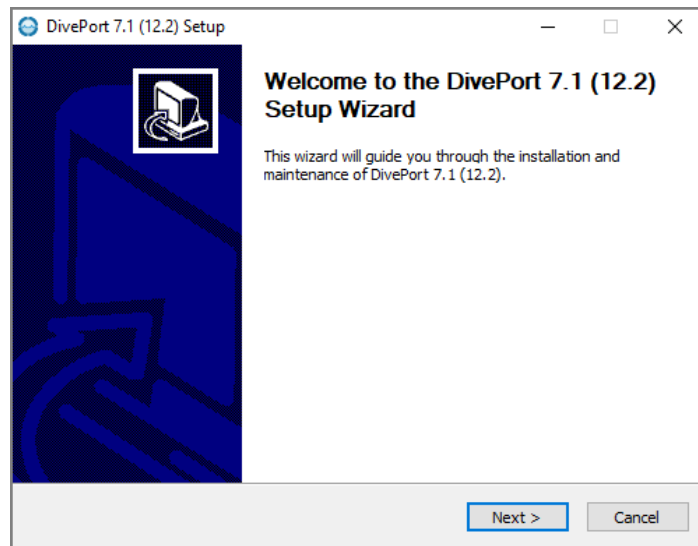 DivePort 7.1 (12.2) Setup
Welcome to the DivePort 7.1 (12.2)
Setup Wizard
This wizard will guide you through the installation and
maintenance of DivePort 7.1 (12.2).
Next >
Cancel